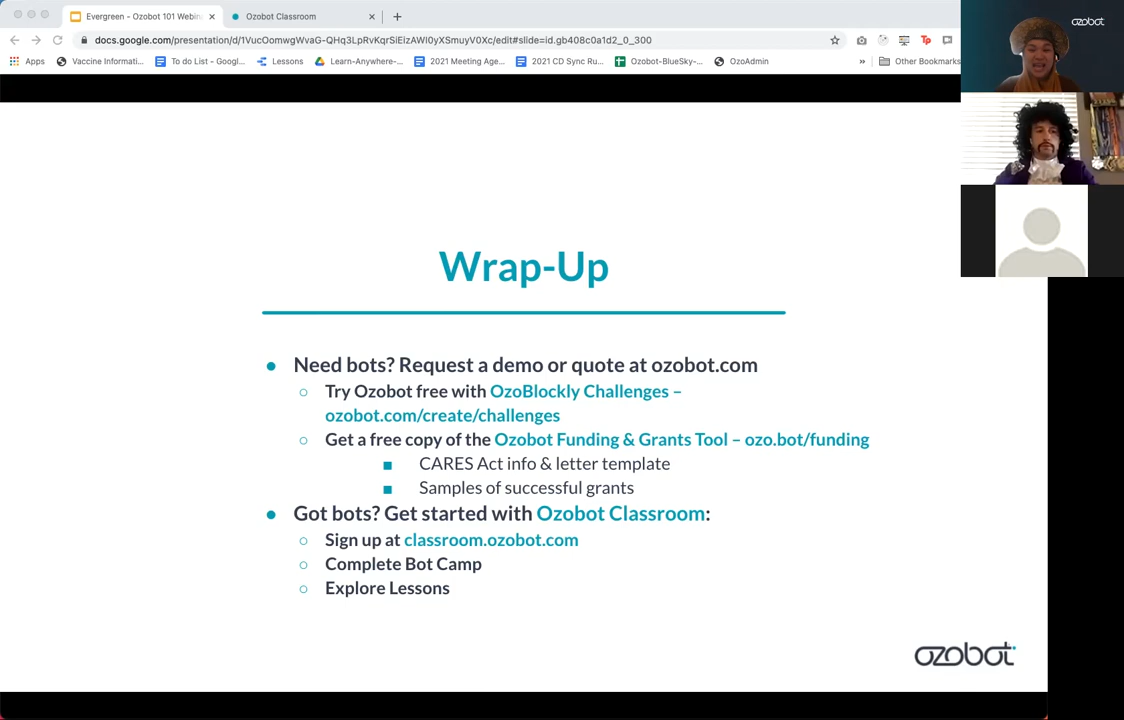 Evergreen - Ozobot 101 Webin
Ozobot Classroom
docs.google.com/presentation/d/1VucOomwgWvaG-QHq3LpRvKqrSiEizAWI0yXSmuyV0Xc/edit#slide=id.gb408c0a1d2_0_300
Apps
Vaccine Informati...
To do List - Googl...
Lessons
Learn-Anywhere-...
2021 Meeting Age...
2021 CD Sync Ru...
Ozobot-BlueSky-...
OzoAdmin
»
Other Bookmarks
ozobot
Wrap-Up
● Need bots? Request a demo or quote at ozobot.com
○ Try Ozobot free with OzoBlockly Challenges –
ozobot.com/create/challenges
○ Get a free copy of the Ozobot Funding & Grants Tool – ozo.bot/funding
■ CARES Act info & letter template
■ Samples of successful grants
● Got bots? Get started with Ozobot Classroom:
○ Sign up at classroom.ozobot.com
○ Complete Bot Camp
○ Explore Lessons
ozobot